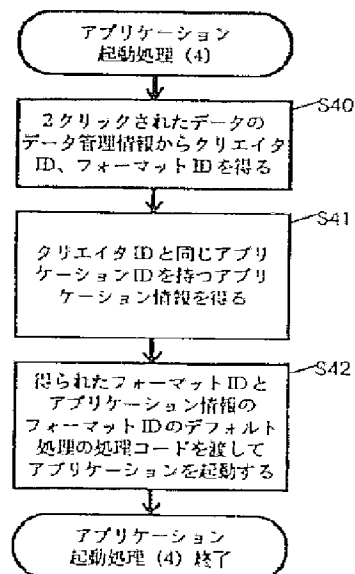 アプリケーション
起動処理 (4)
S40
2クリックされたデータの
データ管理情報からクリエイタ
ID、フォーマットIDを得る
S41
クリエイタIDと同じアプリ
ケーションIDを持つアプリ
ケーション情報を得る
S42
得られたフォーマットIDと
アプリケーション情報の
フォーマットIDのデフォルト
処理の処理コードを渡して
アプリケーションを起動する
アプリケーション
起動処理 (4) 終了